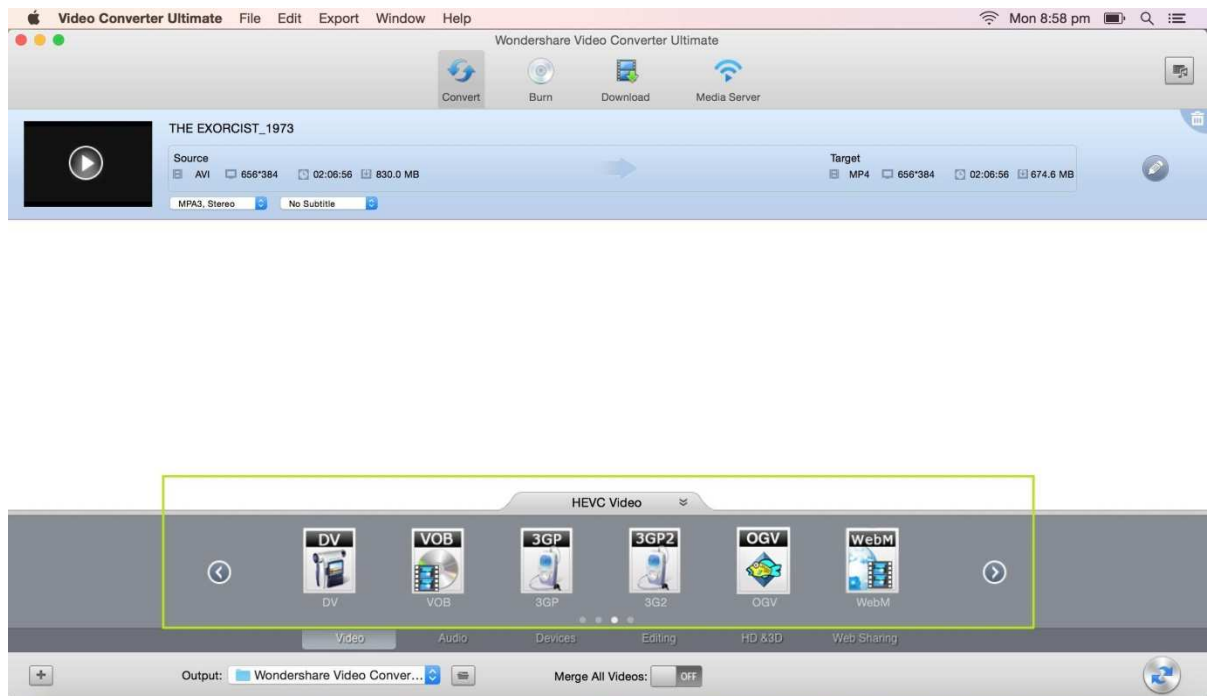 Video Converter Ultimate File Edit Export Window Help Mon 8:58 pm
Wondershare Video Converter Ultimate
Convert Burn Download Media Server
THE EXORCIST_1973
Source Target
AVI 656*384 02:06:56 830.0 MB MP4 656*384 02:06:56 674.6 MB
MPA3, Stereo No Subtitle
HEVC Video
DV VOB 3GP 3GP2 OGV WebM
DV VOB 3GP 3G2 OGV WebM
Video Audio Devices Editing HD &3D Web Sharing
Output: Wondershare Video Conver... Merge All Videos: OFF